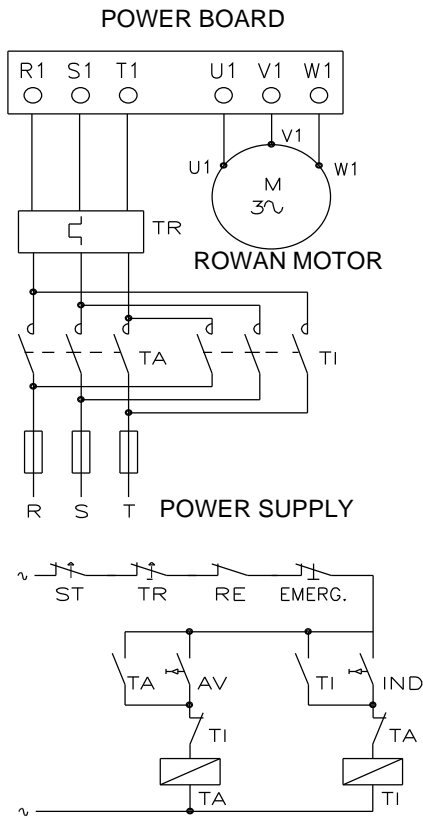 POWER BOARD
R1 S1 T1 U1 V1 W1
V1
U1 W1
M
3∿
TR
ROWAN MOTOR
TA TI
R S T POWER SUPPLY
∿ ST TR RE EMERG.
TA AV TI IND
TI TA
TA TI
∿